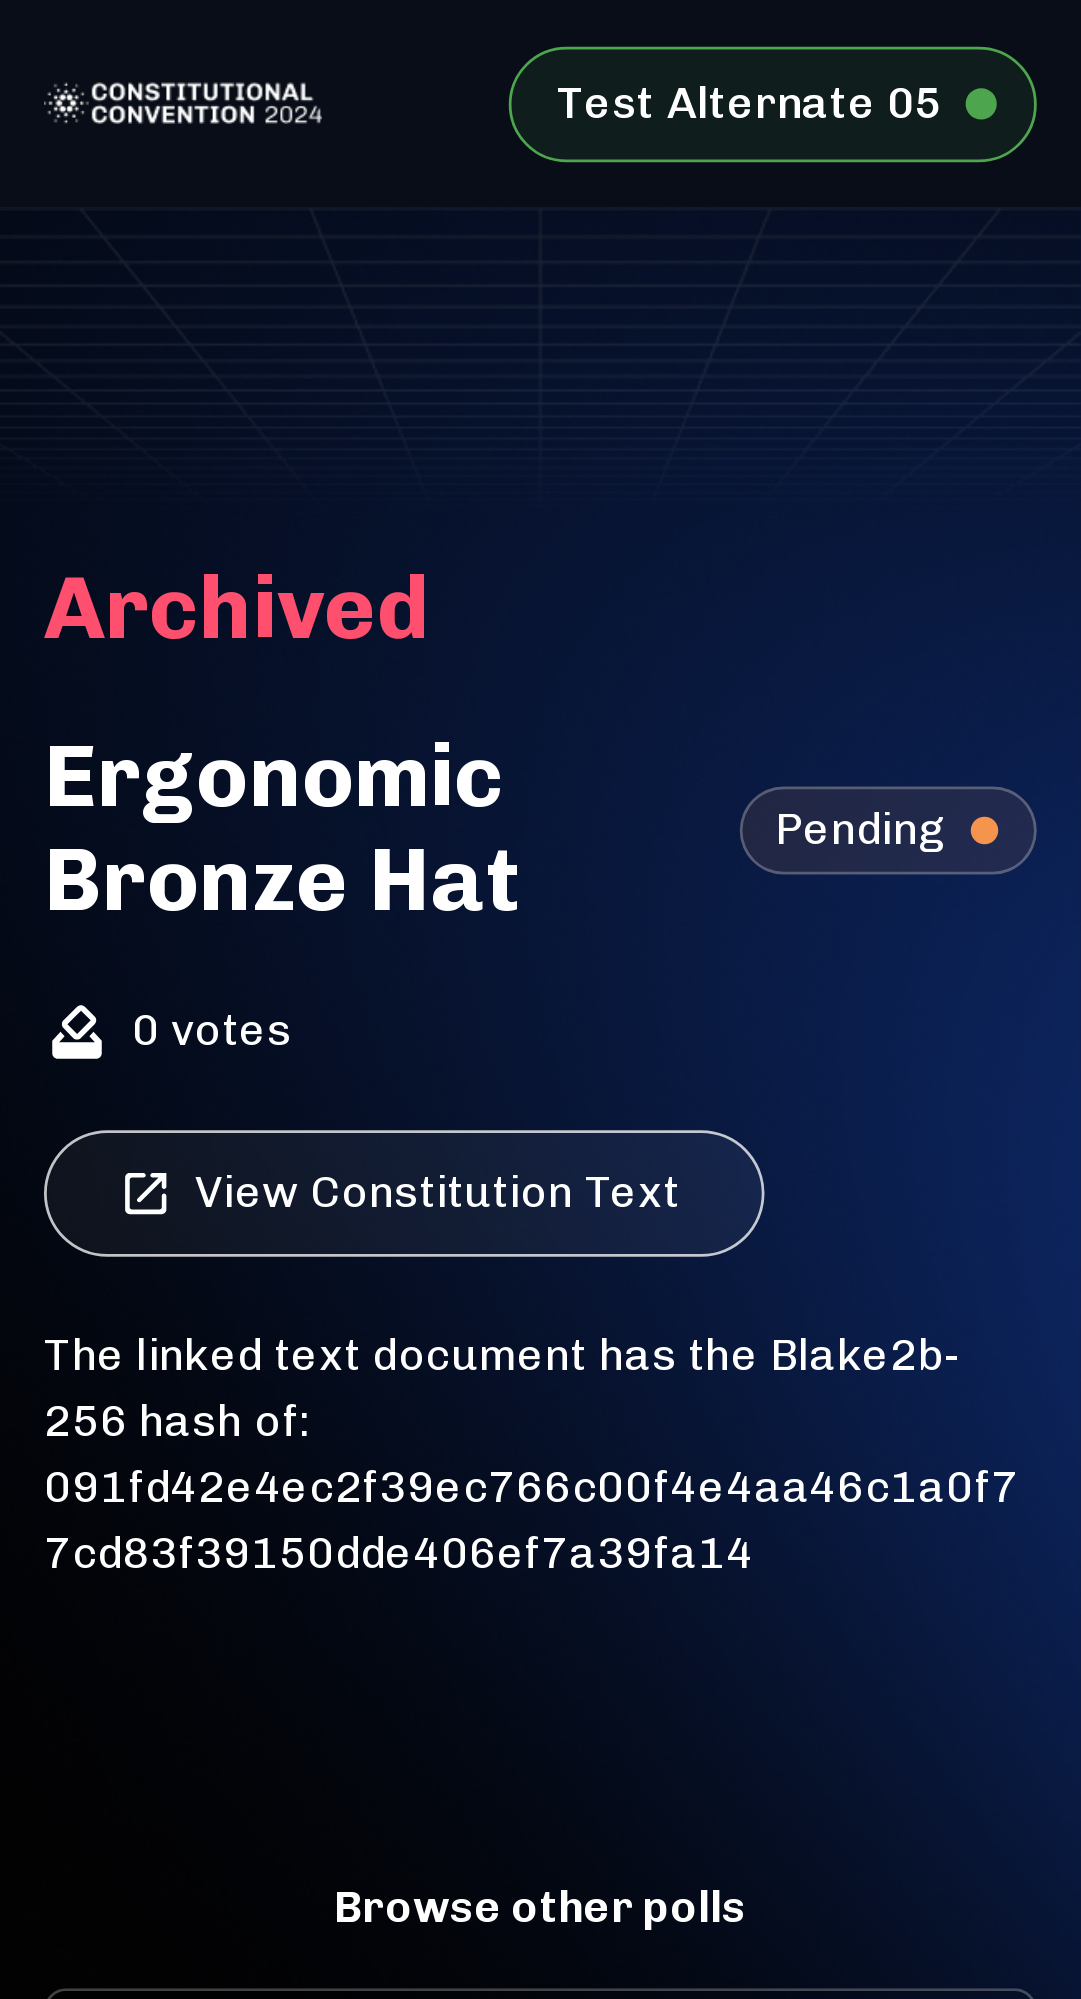 CONSTITUTIONAL
CONVENTION 2024
Test Alternate 05
Archived
Ergonomic
Bronze Hat
Pending
0 votes
View Constitution Text
The linked text document has the Blake2b-
256 hash of:
091fd42e4ec2f39ec766c00f4e4aa46c1a0f7
7cd83f39150dde406ef7a39fa14
Browse other polls